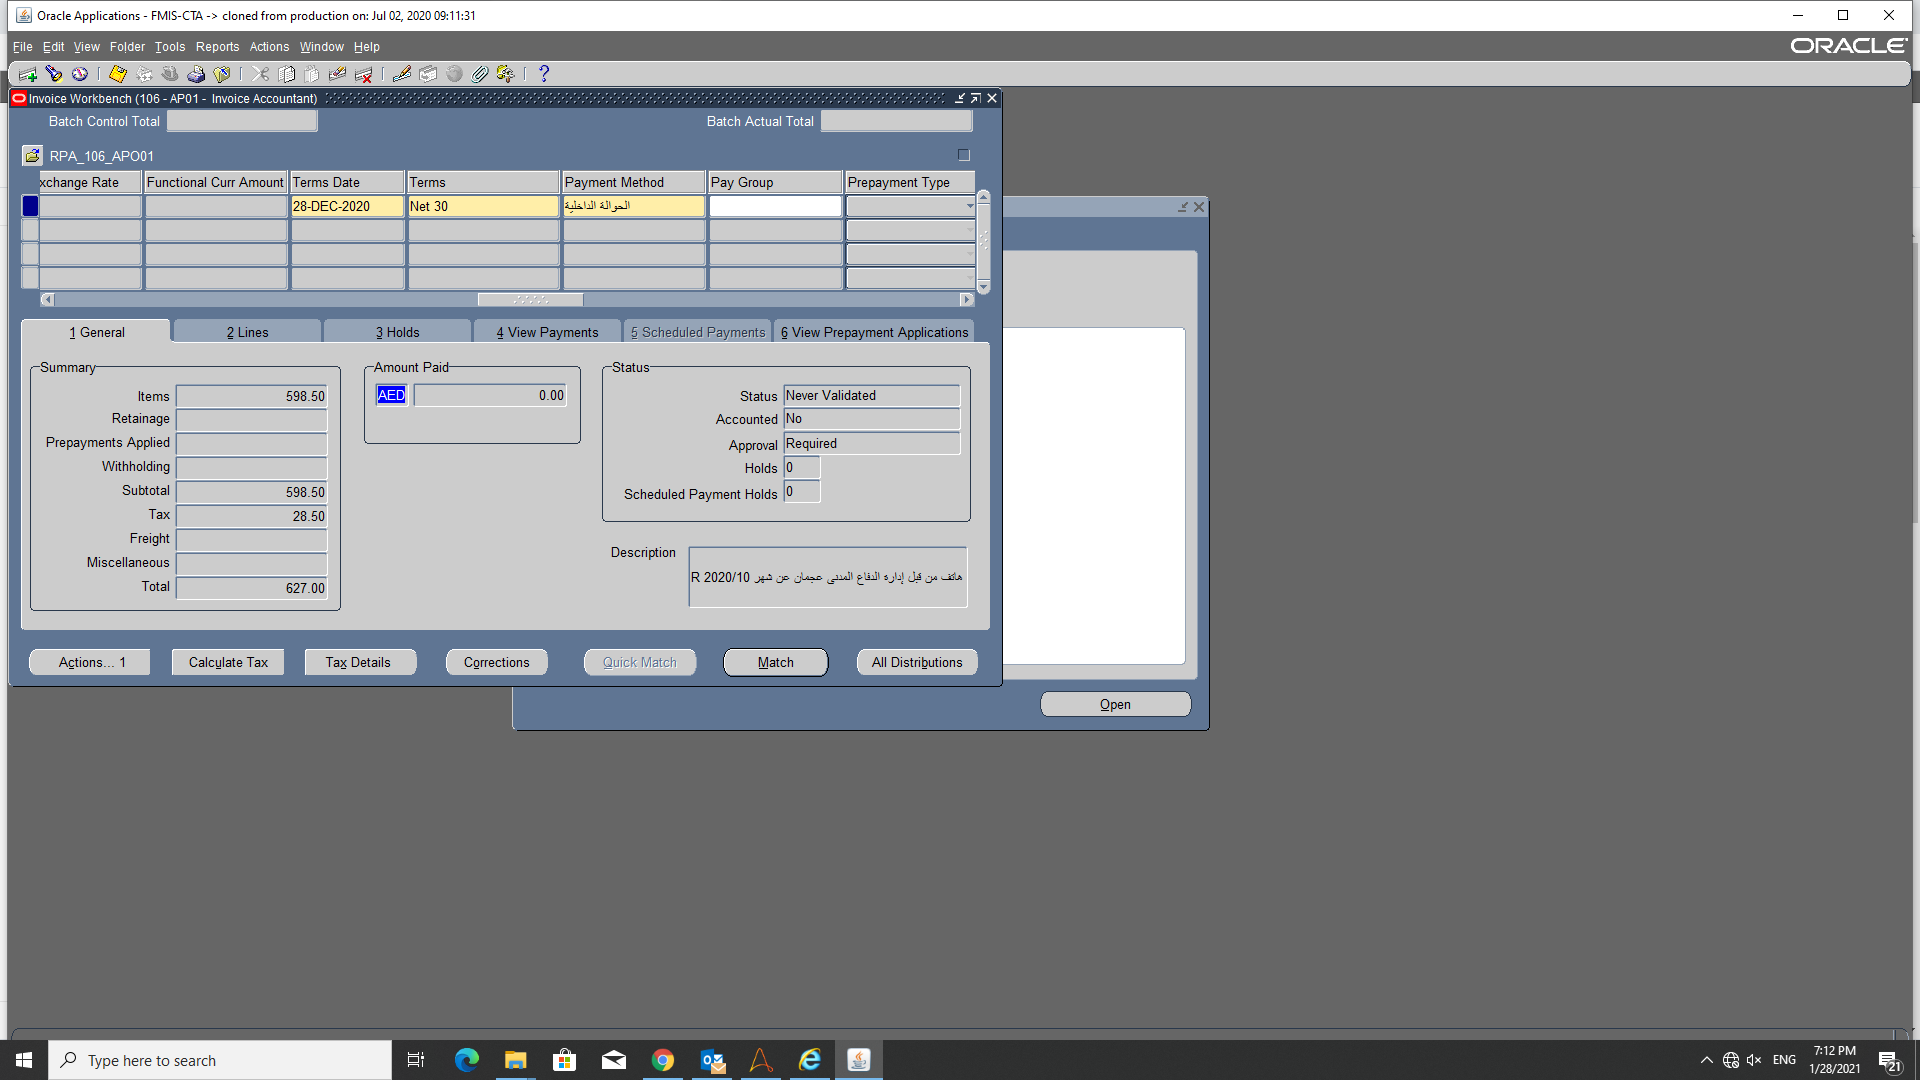 Oracle Applications - FMIS-CTA -> cloned from production on: Jul 02, 2020 09:11:31
File Edit View Folder Tools Reports Actions Window Help
ORACLE
Invoice Workbench (106 - AP01 - Invoice Accountant)
Batch Control Total
Batch Actual Total
RPA_106_APO01
xchange Rate Functional Curr Amount Terms Date Terms Payment Method Pay Group Prepayment Type
28-DEC-2020 Net 30 الحوالة الداخلية
1 General 2 Lines 3 Holds 4 View Payments 5 Scheduled Payments 6 View Prepayment Applications
Summary
Items 598.50
Retainage
Prepayments Applied
Withholding
Subtotal 598.50
Tax 28.50
Freight
Miscellaneous
Total 627.00
Amount Paid
AED 0.00
Status
Status Never Validated
Accounted No
Approval Required
Holds 0
Scheduled Payment Holds 0
Description
هاتف من قبل إدارة الدفاع المدنى عجمان عن شهر R 2020/10
Actions... 1 Calculate Tax Tax Details Corrections Quick Match Match All Distributions
Open
Type here to search
ENG
7:12 PM
1/28/2021
21